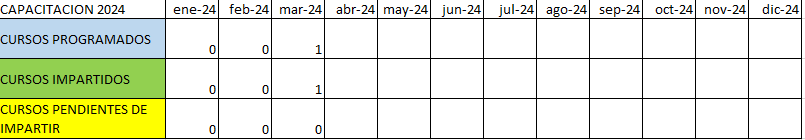 CAPACITACION 2024 ene-24 feb-24 mar-24 abr-24 may-24 jun-24 jul-24 ago-24 sep-24 oct-24 nov-24 dic-24
CURSOS PROGRAMADOS 0 0 1
CURSOS IMPARTIDOS 0 0 1
CURSOS PENDIENTES DE
IMPARTIR 0 0 0